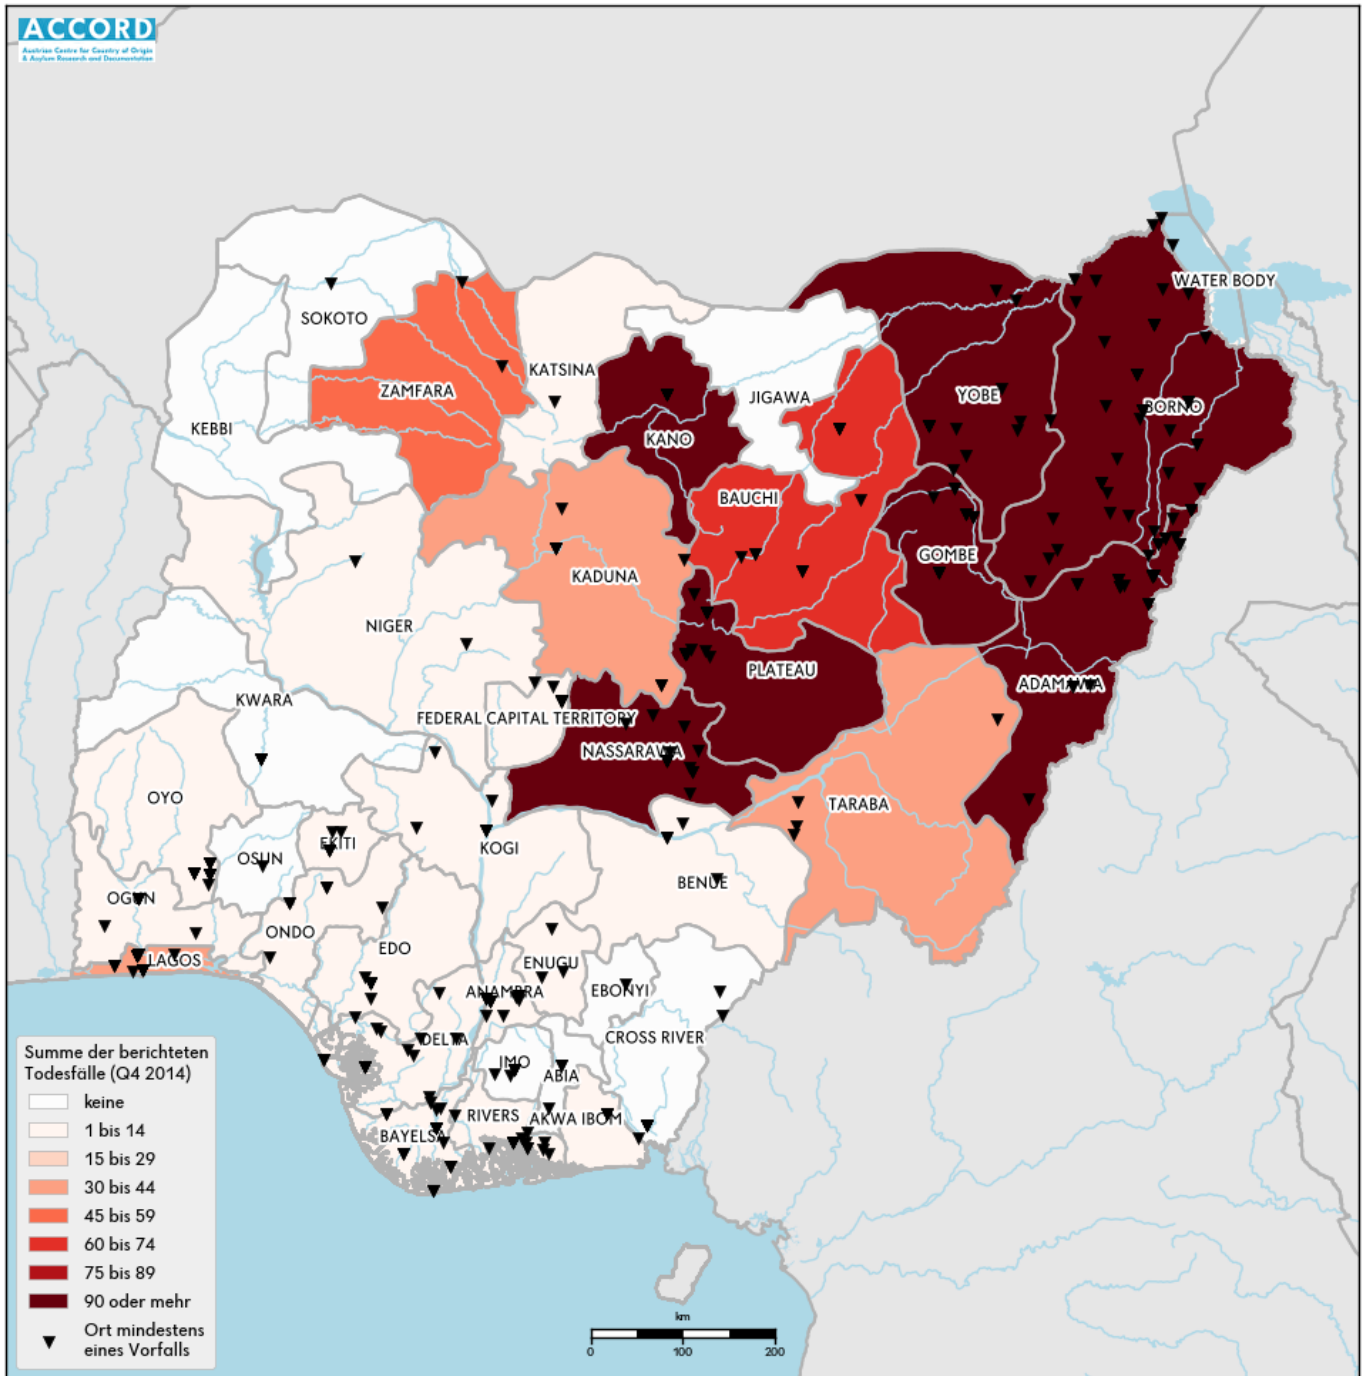 ACCORD
Austrian Centre for Country of Origin
& Asylum Research and Documentation
WATER BODY
SOKOTO
KATSINA
ZAMFARA
JIGAWA
YOBE
BORNO
KEBBI
KANO
BAUCHI
GOMBE
KADUNA
NIGER
PLATEAU
ADAMAWA
KWARA
FEDERAL CAPITAL TERRITORY
NASSARAWA
OYO
TARABA
EKITI
KOGI
OSUN
BENUE
OGUN
ONDO
EDO
LAGOS
ENUGU
ANAMBRA
EBONYI
CROSS RIVER
DELTA
IMO
ABIA
RIVERS
AKWA IBOM
BAYELSA
Summe der berichteten
Todesfälle (Q4 2014)
keine
1 bis 14
15 bis 29
30 bis 44
45 bis 59
60 bis 74
75 bis 89
90 oder mehr
Ort mindestens
eines Vorfalls
km
0 100 200